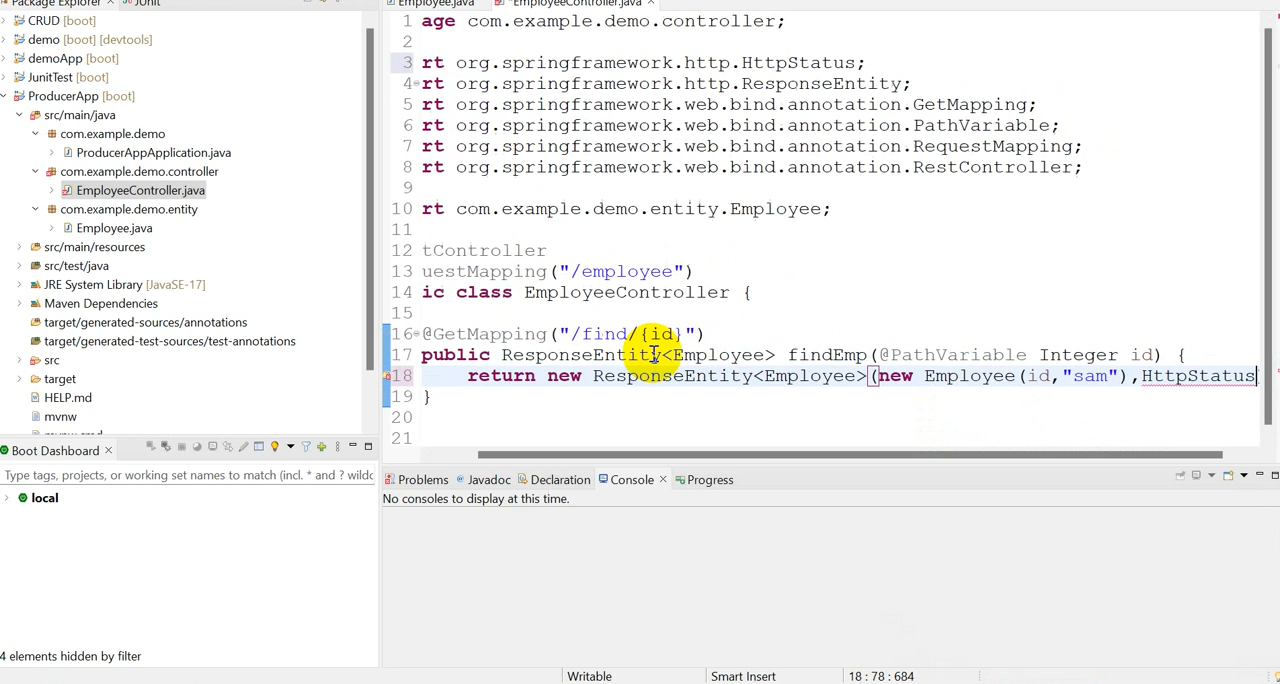 Package Explorer
JUnit
CRUD [boot]
demo [boot] [devtools]
demoApp [boot]
JunitTest [boot]
ProducerApp [boot]
src/main/java
com.example.demo
ProducerAppApplication.java
com.example.demo.controller
EmployeeController.java
com.example.demo.entity
Employee.java
src/main/resources
src/test/java
JRE System Library [JavaSE-17]
Maven Dependencies
target/generated-sources/annotations
target/generated-test-sources/test-annotations
src
target
HELP.md
mvnw
Boot Dashboard
Type tags, projects, or working set names to match (incl. * and ? wildc
local
4 elements hidden by filter
Employee.java
*EmployeeController.java
1 age com.example.demo.controller;
2
3 rt org.springframework.http.HttpStatus;
4 rt org.springframework.http.ResponseEntity;
5 rt org.springframework.web.bind.annotation.GetMapping;
6 rt org.springframework.web.bind.annotation.PathVariable;
7 rt org.springframework.web.bind.annotation.RequestMapping;
8 rt org.springframework.web.bind.annotation.RestController;
9
10 rt com.example.demo.entity.Employee;
11
12 tController
13 uestMapping("/employee")
14 ic class EmployeeController {
15
16 @GetMapping("/find/{id}")
17 public ResponseEntity<Employee> findEmp(@PathVariable Integer id) {
18 return new ResponseEntity<Employee>(new Employee(id,"sam"),HttpStatus
19 }
20
21
Problems Javadoc Declaration Console Progress
No consoles to display at this time.
Writable Smart Insert 18 : 78 : 684